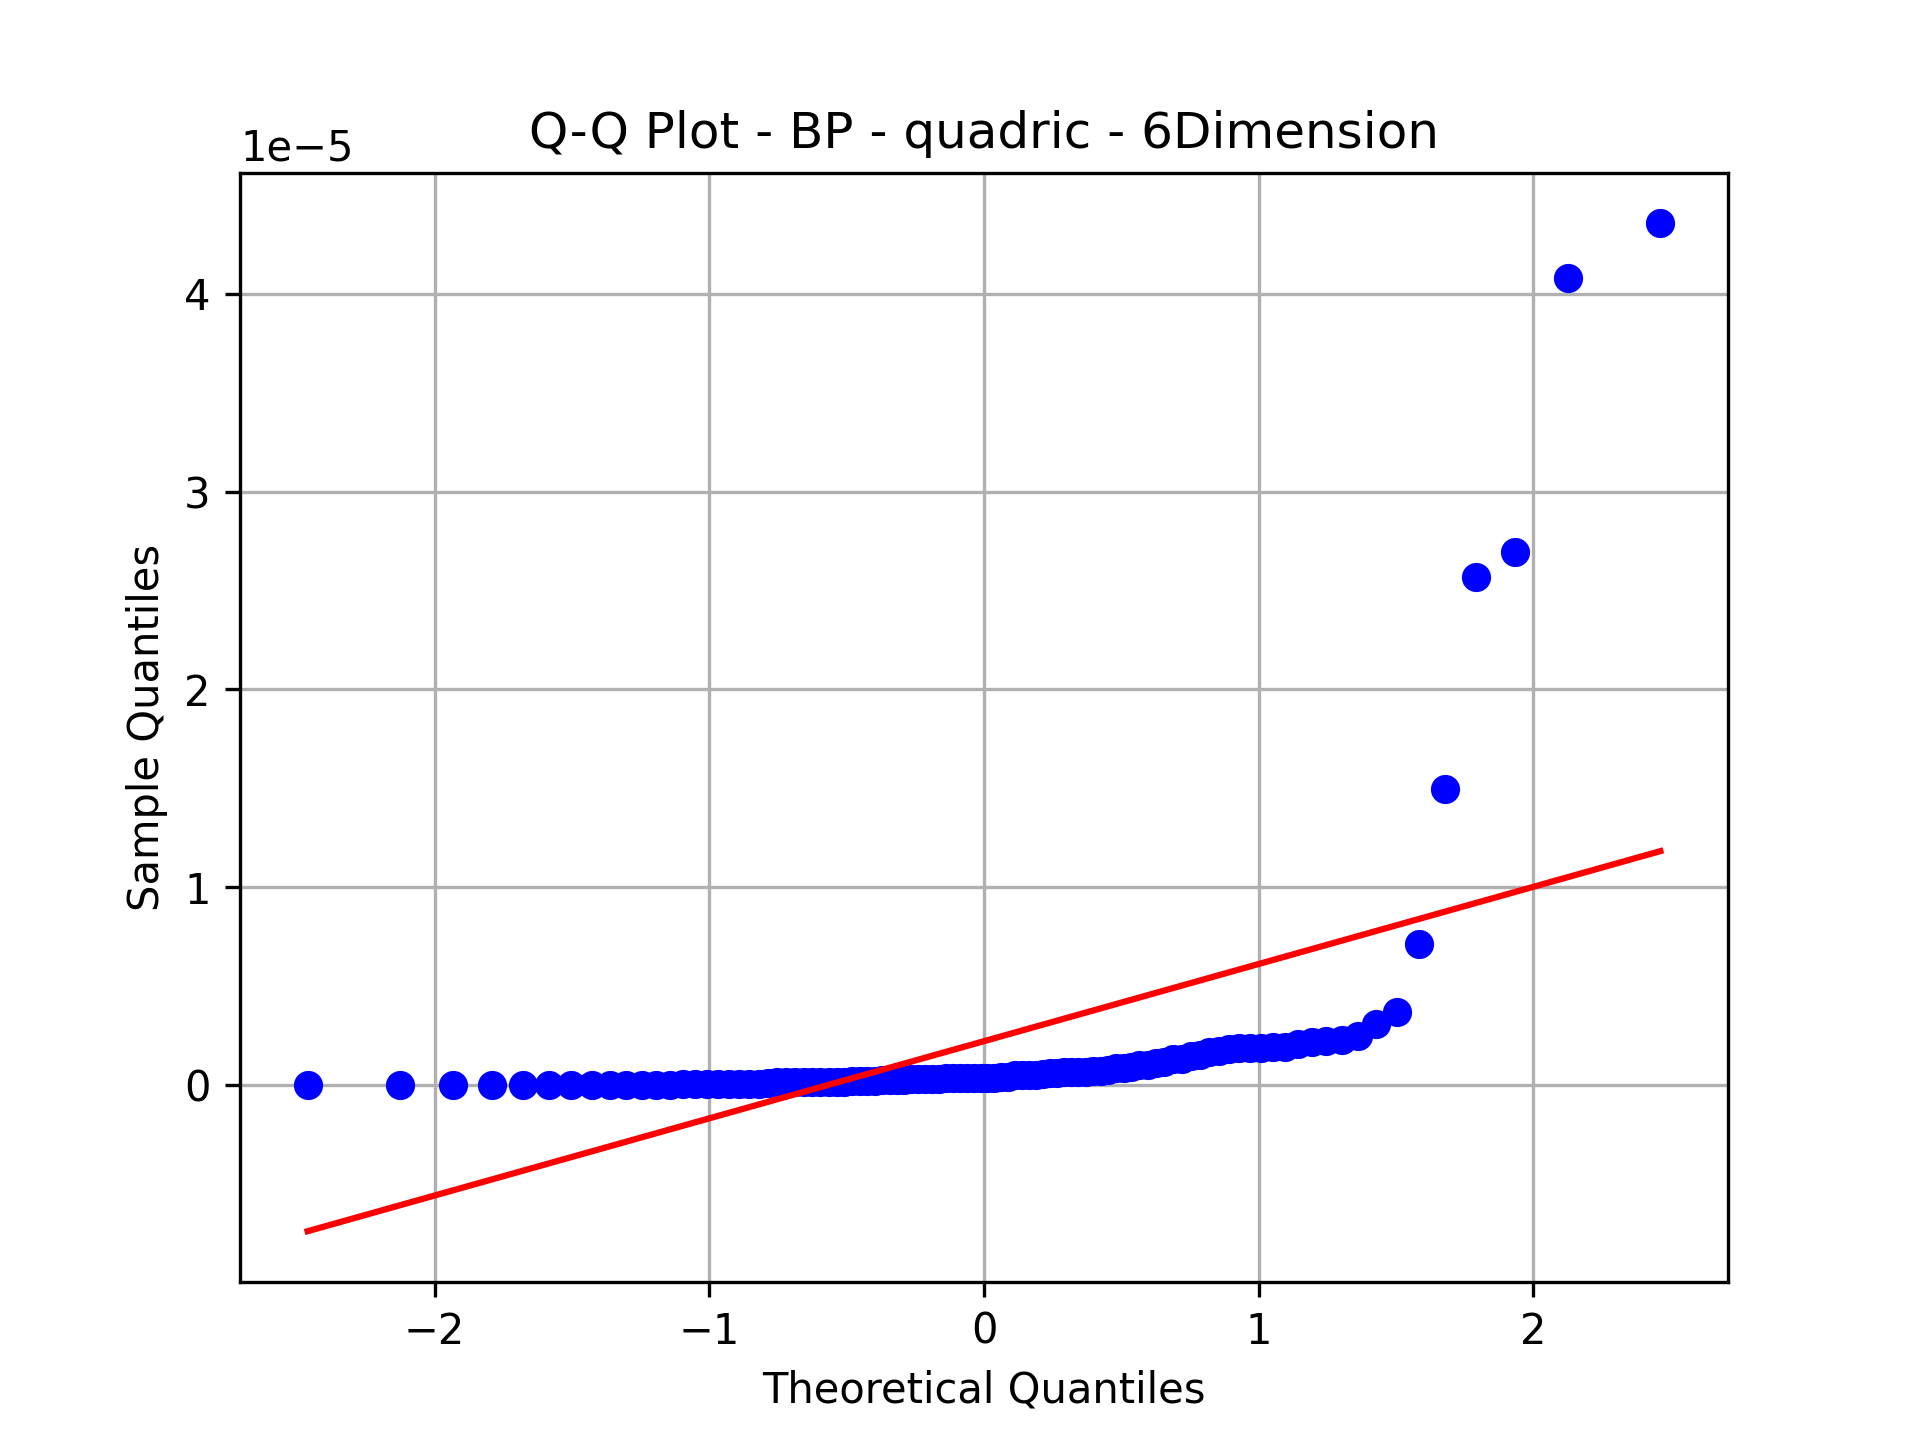 Q-Q Plot - BP - quadric - 6Dimension
1e−5
4
3
2
1
0
Sample Quantiles
−2
−1
0
1
2
Theoretical Quantiles